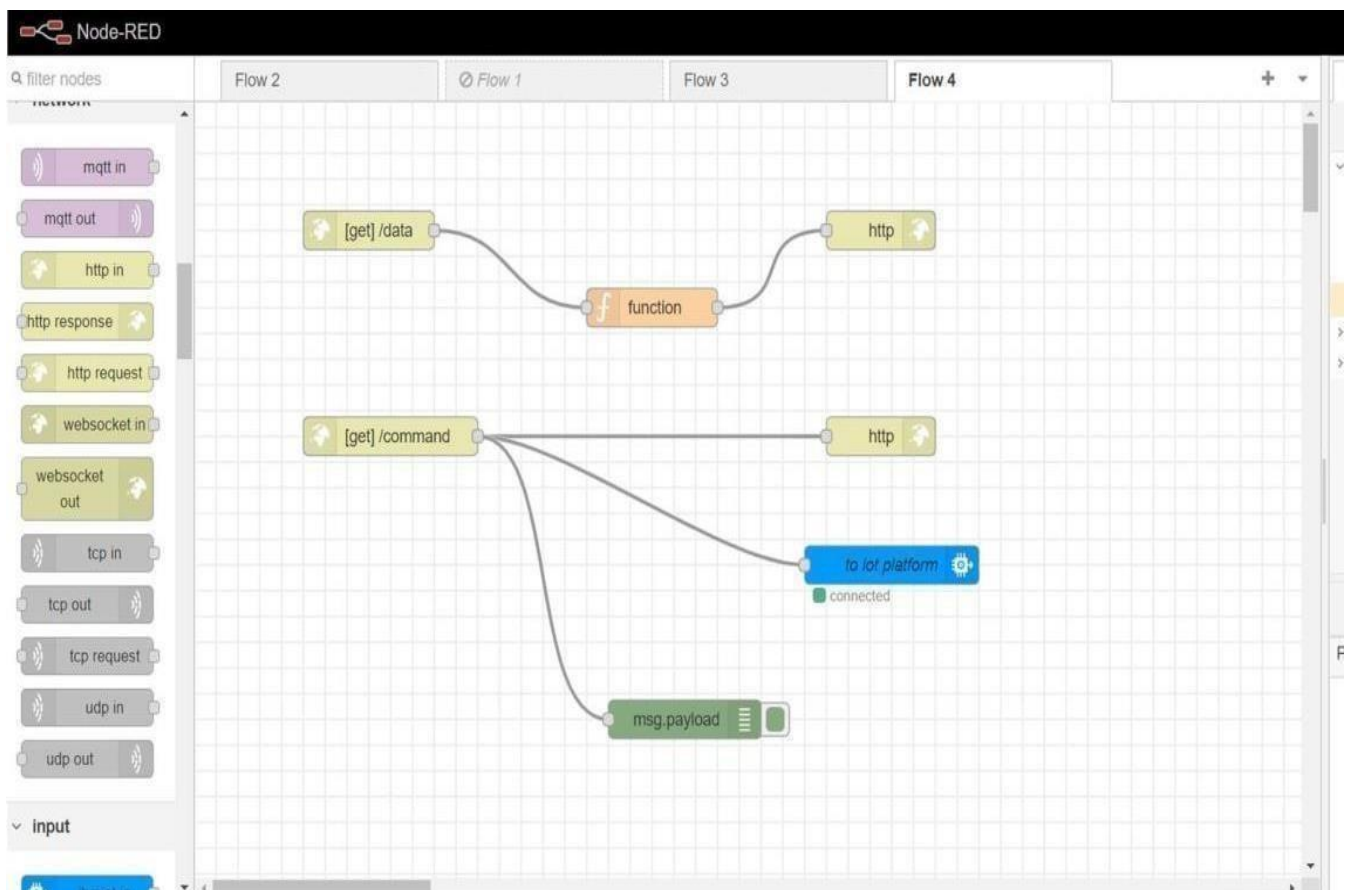 Node-RED
filter nodes
Flow 2
Flow 1
Flow 3
Flow 4
network
mqtt in
mqtt out
http in
http response
http request
websocket in
websocket
out
tcp in
tcp out
tcp request
udp in
udp out
input
[get] /data
function
http
[get] /command
http
to Iot platform
connected
msg.payload